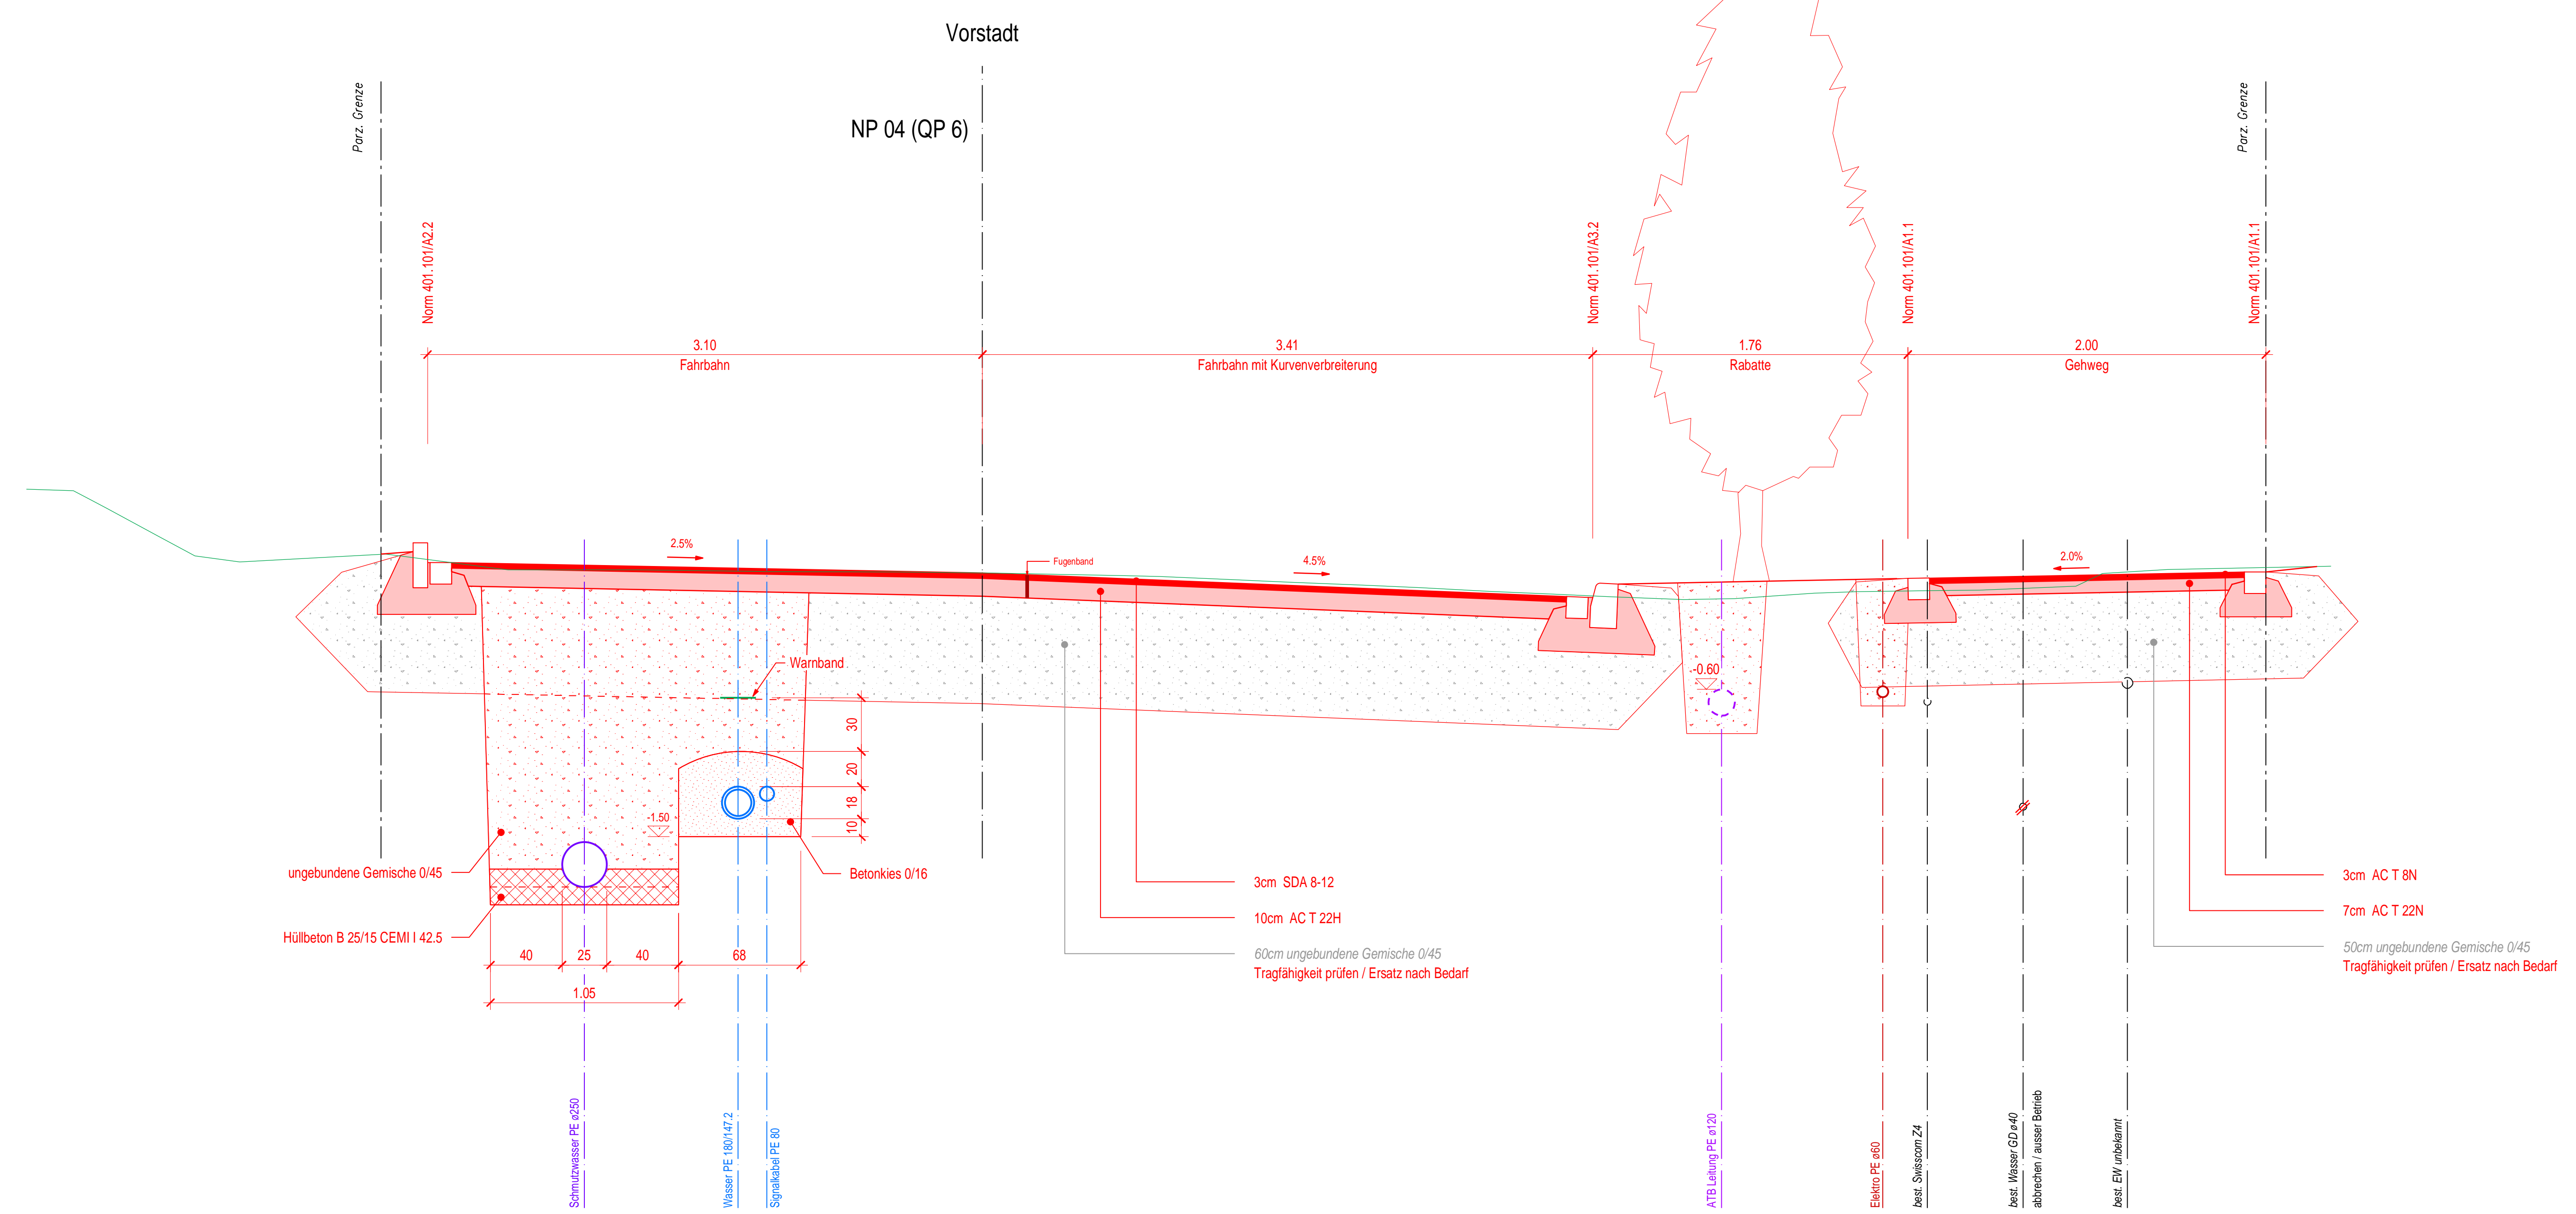 Vorstadt
NP 04 (QP 6)
Parz. Grenze
Parz. Grenze
Norm 401.101/A2.2
Norm 401.101/A3.2
Norm 401.101/A1.1
Norm 401.101/A1.1
3.10
Fahrbahn
3.41
Fahrbahn mit Kurvenverbreiterung
1.76
Rabatte
2.00
Gehweg
2.5%
Fugenband
4.5%
2.0%
Warnband
-0.60
30
20
18
10
-1.50
ungebundene Gemische 0/45
Hüllbeton B 25/15 CEMI I 42.5
Betonkies 0/16
40
25
40
68
1.05
3cm SDA 8-12
10cm AC T 22H
60cm ungebundene Gemische 0/45
Tragfähigkeit prüfen / Ersatz nach Bedarf
3cm AC T 8N
7cm AC T 22N
50cm ungebundene Gemische 0/45
Tragfähigkeit prüfen / Ersatz nach Bedarf
Schmutzwasser PE ø250
Wasser PE 180/147.2
Signalkabel PE 80
ATB Leitung PE ø120
Elektro PE ø60
best. Swisscom Z4
best. Wasser GD ø40
abbrechen / ausser Betrieb
best. EW unbekannt